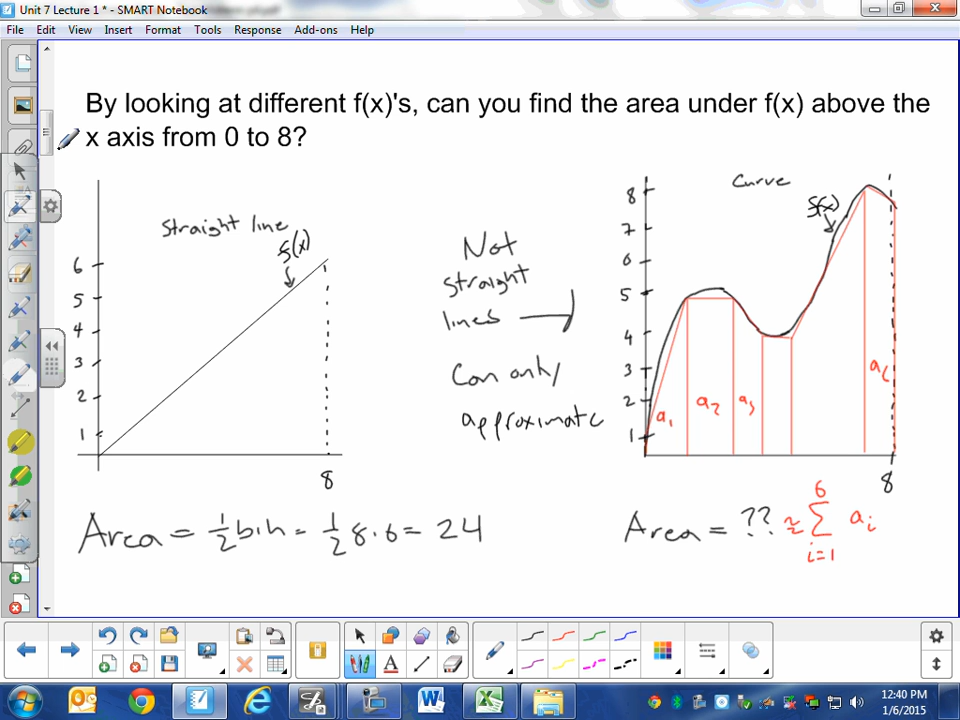 Unit 7 Lecture 1 * - SMART Notebook
File Edit View Insert Format Tools Response Add-ons Help
By looking at different f(x)'s, can you find the area under f(x) above the
x axis from 0 to 8?
straight line
f(x)
6
5
4
3
2
1
8
Area = 1/2 b·h = 1/2 8·6 = 24
Not
straight
lines
Can only
approximate
Curve
f(x)
8
7
6
5
4
3
2
1
a1
a2
a3
a6
8
Area = ?? ≈ 6
∑ ai
i=1
A
W
12:40 PM
1/6/2015